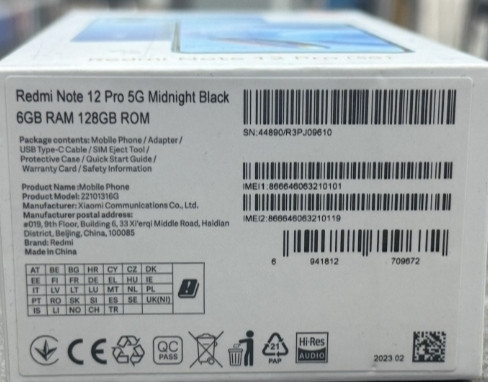 Redmi Note 12 Pro 5G Midnight Black
6GB RAM 128GB ROM
Package contents: Mobile Phone / Adapter /
USB Type-C Cable / SIM Eject Tool /
Protective Case / Quick Start Guide /
Warranty Card / Safety Information
Product Name:Mobile Phone
Product Model: 22101316G
Manufacturer: Xiaomi Communications Co., Ltd.
Manufacturer postal address:
#019, 9th Floor, Building 6, 33 Xi'erqi Middle Road, Haidian
District, Beijing, China, 100085
Brand: Redmi
Made in China
SN:44890/R3PJ09610
IMEI1:866646063210101
IMEI2:866646063210119
6 941812 709672
AT BE BG HR CY CZ DK
EE FI FR DE EL HU IE
IT LV LT LU MT NL PL
PT RO SK SI ES SE UK(NI)
IS LI NO CH TR
CE
QC
PASS
21
PAP
Hi-Res
AUDIO
2023.02